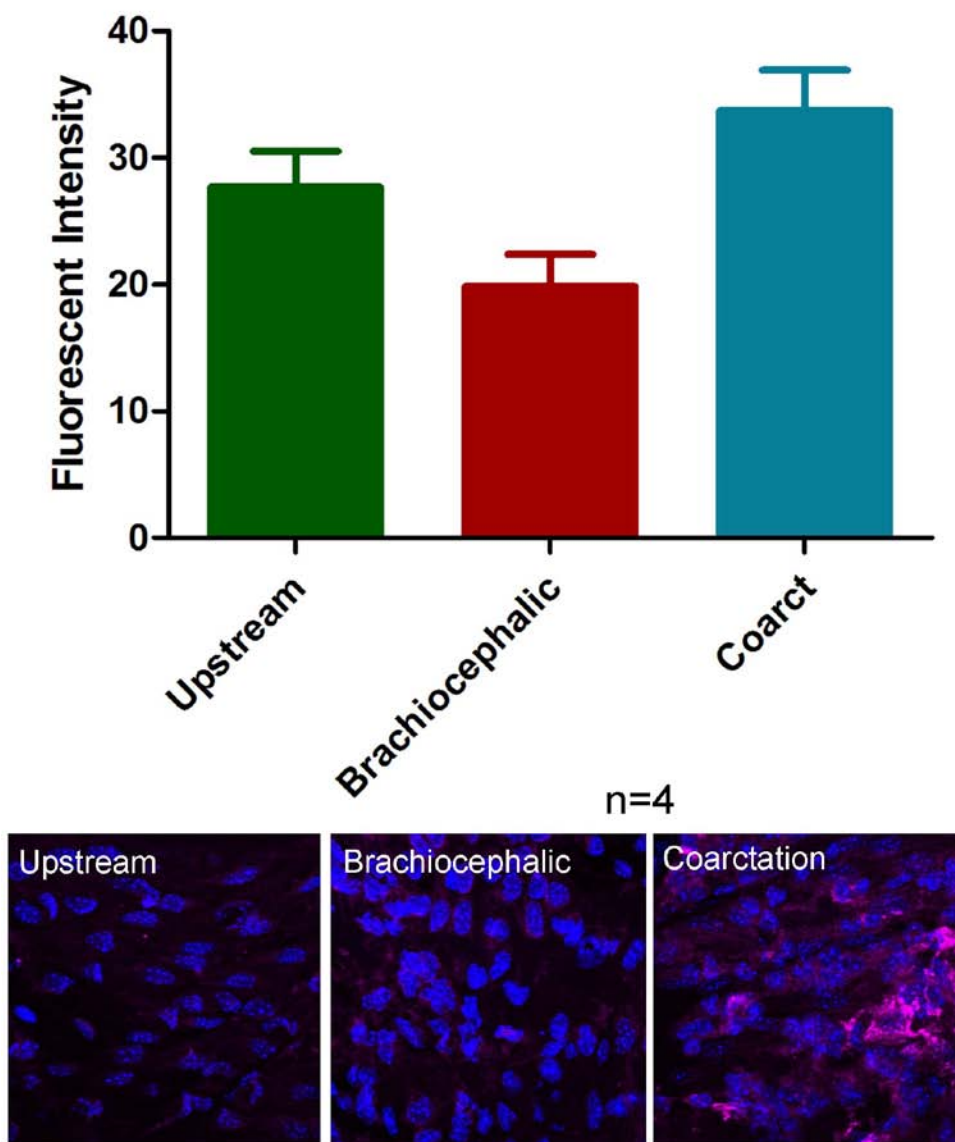 Fluorescent Intensity
40
30
20
10
0
Upstream
Brachiocephalic
Coarct
n=4
Upstream
Brachiocephalic
Coarctation